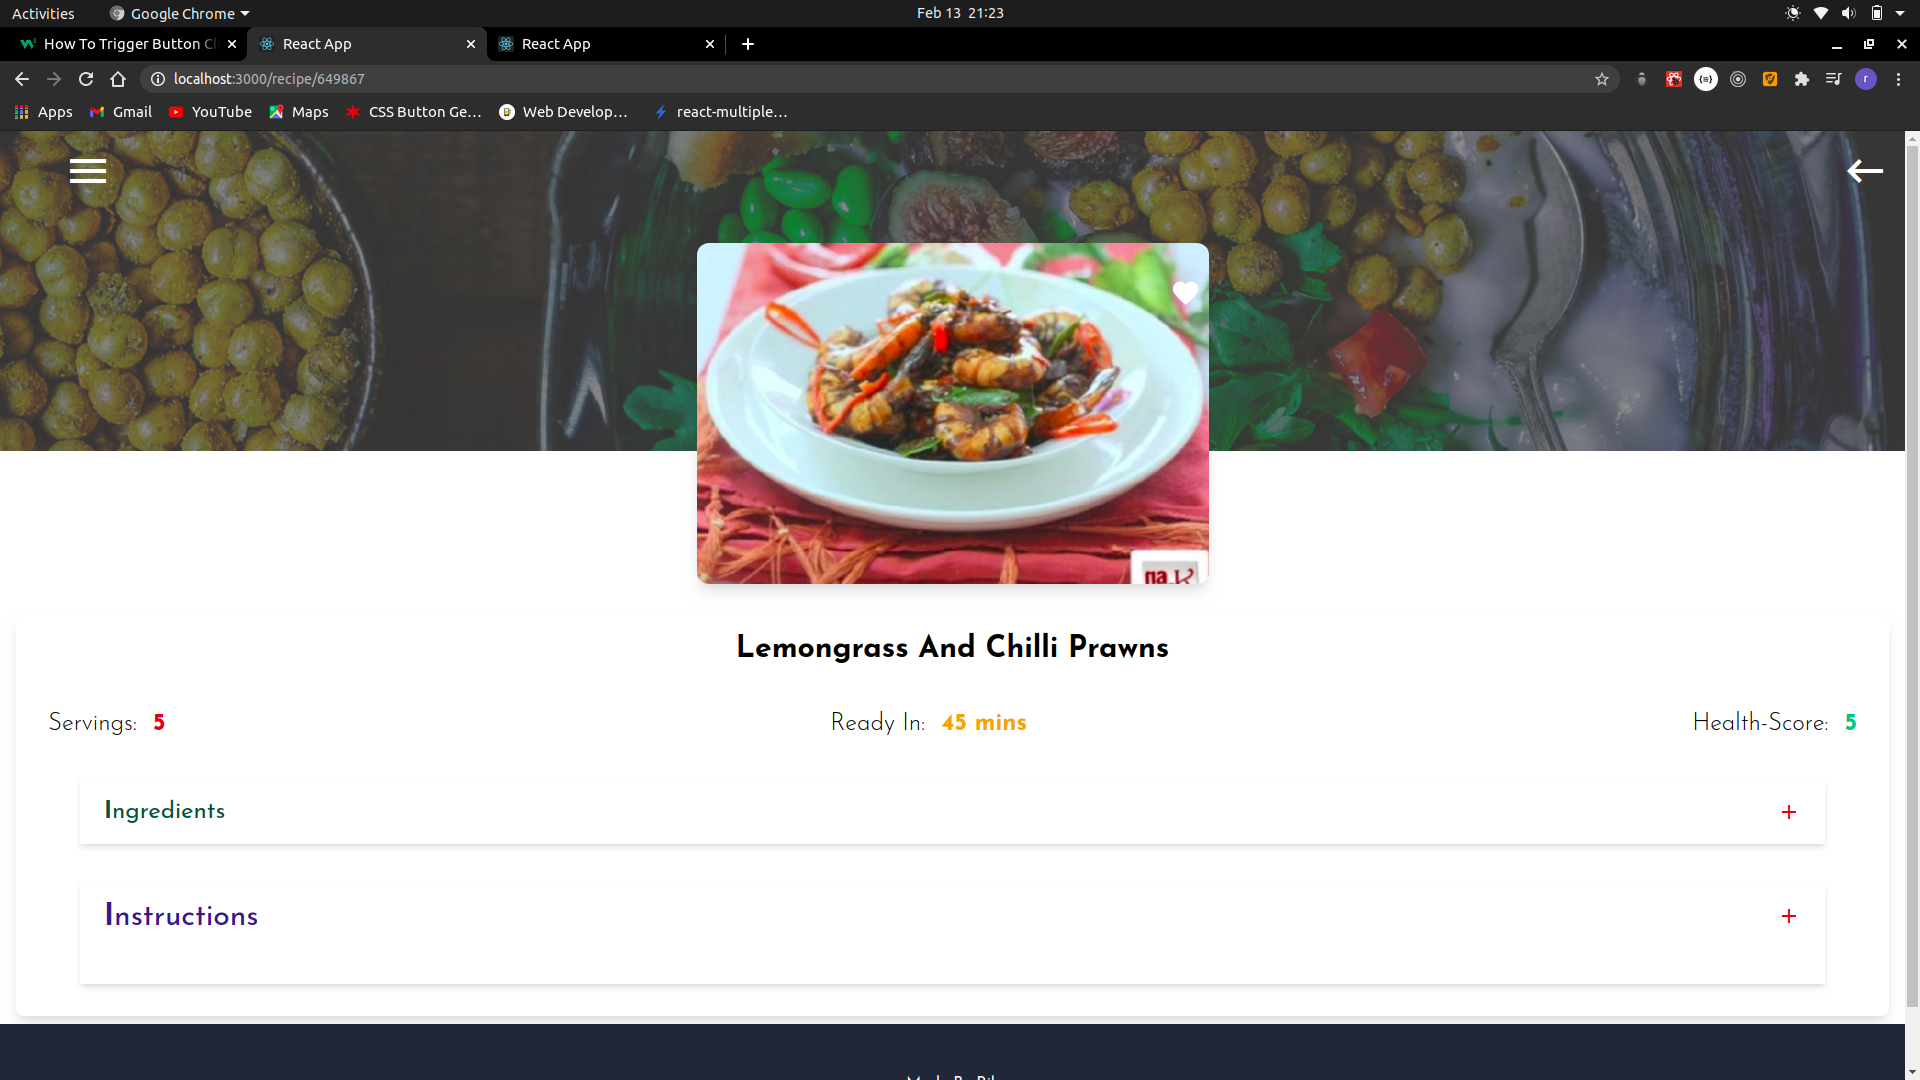 Activities
Google Chrome
Feb 13 21:23
How To Trigger Button Cl
React App
React App
localhost:3000/recipe/649867
Apps
Gmail
YouTube
Maps
CSS Button Ge...
Web Develop...
react-multiple...
Lemongrass And Chilli Prawns
Servings: 5
Ready In: 45 mins
Health-Score: 5
Ingredients
+
Instructions
+